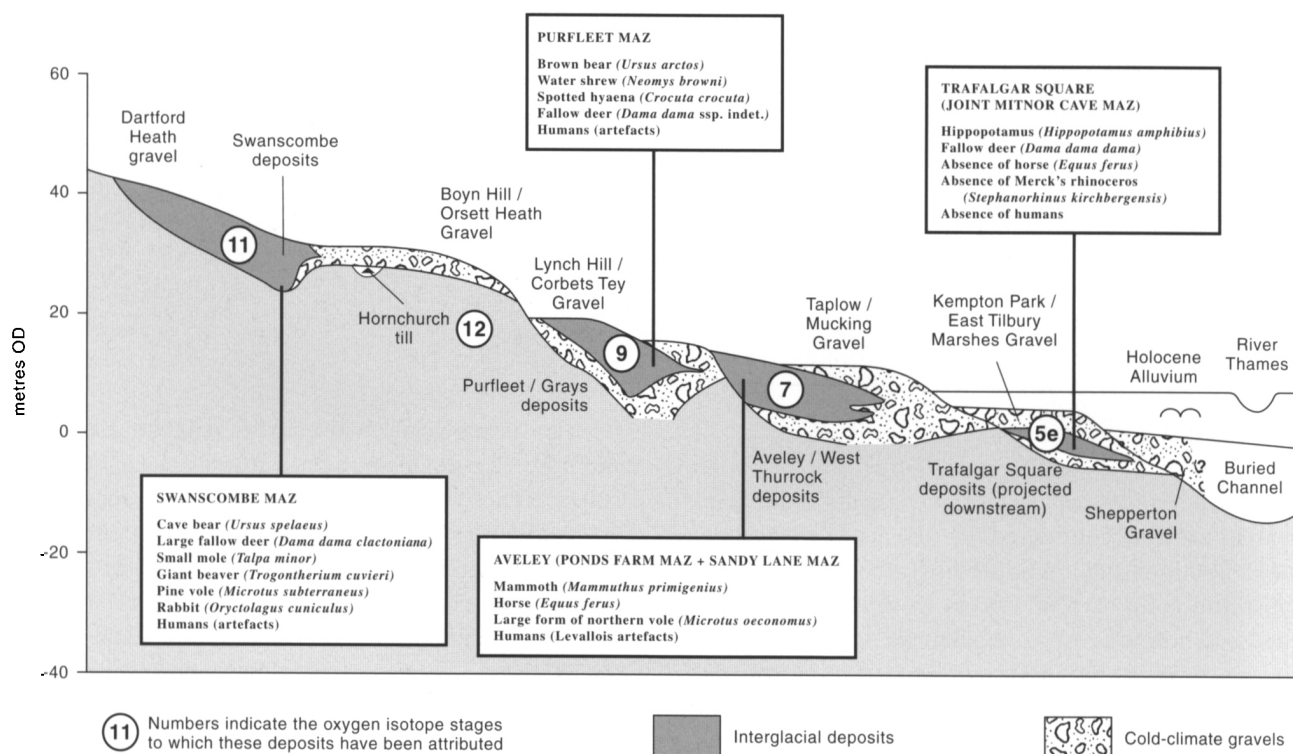 metres OD
60
40
20
0
-20
-40
Dartford
Heath
gravel
Swanscombe
deposits
11
Boyn Hill /
Orsett Heath
Gravel
Hornchurch
till
12
Lynch Hill /
Corbets Tey
Gravel
9
Purfleet / Grays
deposits
PURFLEET MAZ
Brown bear (Ursus arctos)
Water shrew (Neomys browni)
Spotted hyaena (Crocuta crocuta)
Fallow deer (Dama dama ssp. indet.)
Humans (artefacts)
Taplow /
Mucking
Gravel
7
Aveley / West
Thurrock
deposits
TRAFALGAR SQUARE
(JOINT MITNOR CAVE MAZ)
Hippopotamus (Hippopotamus amphibius)
Fallow deer (Dama dama dama)
Absence of horse (Equus ferus)
Absence of Merck's rhinoceros
(Stephanorhinus kirchbergensis)
Absence of humans
Kempton Park /
East Tilbury
Marshes Gravel
5e
Trafalgar Square
deposits (projected
downstream)
Holocene
Alluvium
River
Thames
Buried
Channel
Shepperton
Gravel
SWANSCOMBE MAZ
Cave bear (Ursus spelaeus)
Large fallow deer (Dama dama clactoniana)
Small mole (Talpa minor)
Giant beaver (Trogontherium cuvieri)
Pine vole (Microtus subterraneus)
Rabbit (Oryctolagus cuniculus)
Humans (artefacts)
AVELEY (PONDS FARM MAZ + SANDY LANE MAZ
Mammoth (Mammuthus primigenius)
Horse (Equus ferus)
Large form of northern vole (Microtus oeconomus)
Humans (Levallois artefacts)
11
Numbers indicate the oxygen isotope stages
to which these deposits have been attributed
Interglacial deposits
Cold-climate gravels